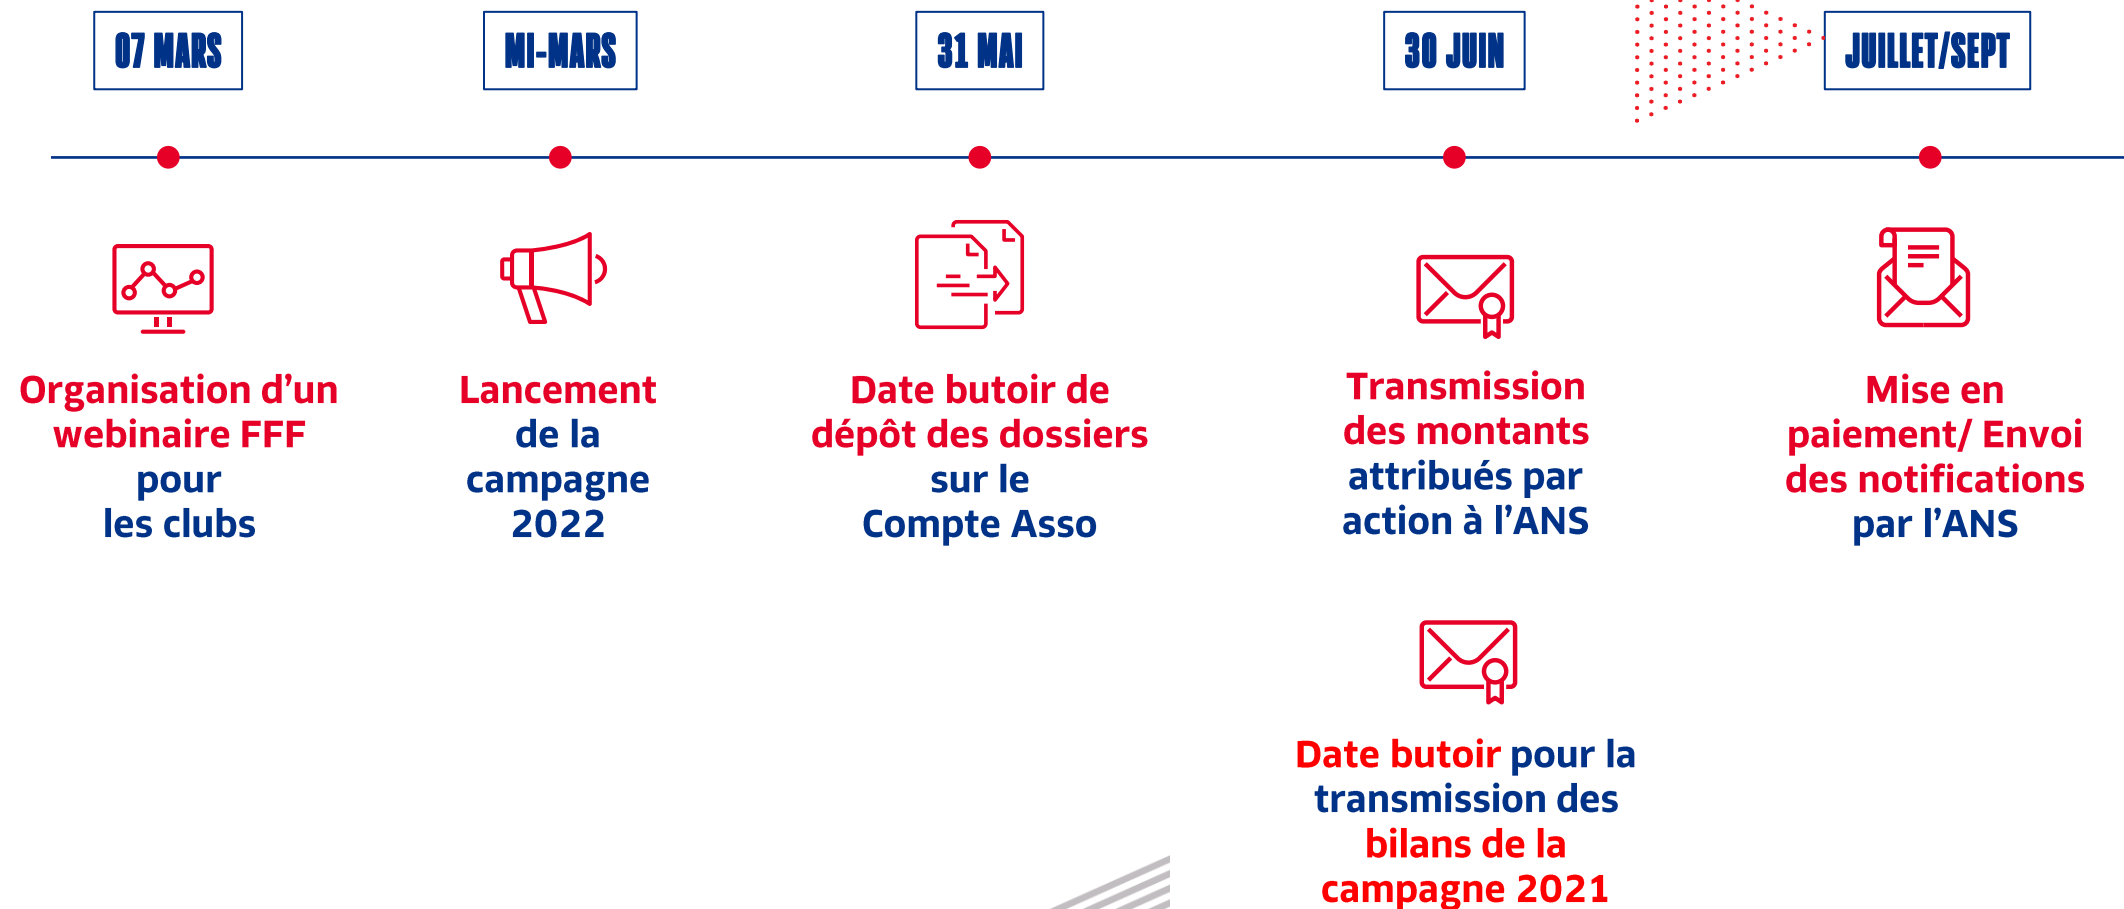 07 MARS
MI-MARS
31 MAI
30 JUIN
JUILLET/SEPT
Organisation d’un
webinaire FFF
pour
les clubs
Lancement
de la
campagne
2022
Date butoir de
dépôt des dossiers
sur le
Compte Asso
Transmission
des montants
attribués par
action à l’ANS
Mise en
paiement/ Envoi
des notifications
par l’ANS
Date butoir pour la
transmission des
bilans de la
campagne 2021